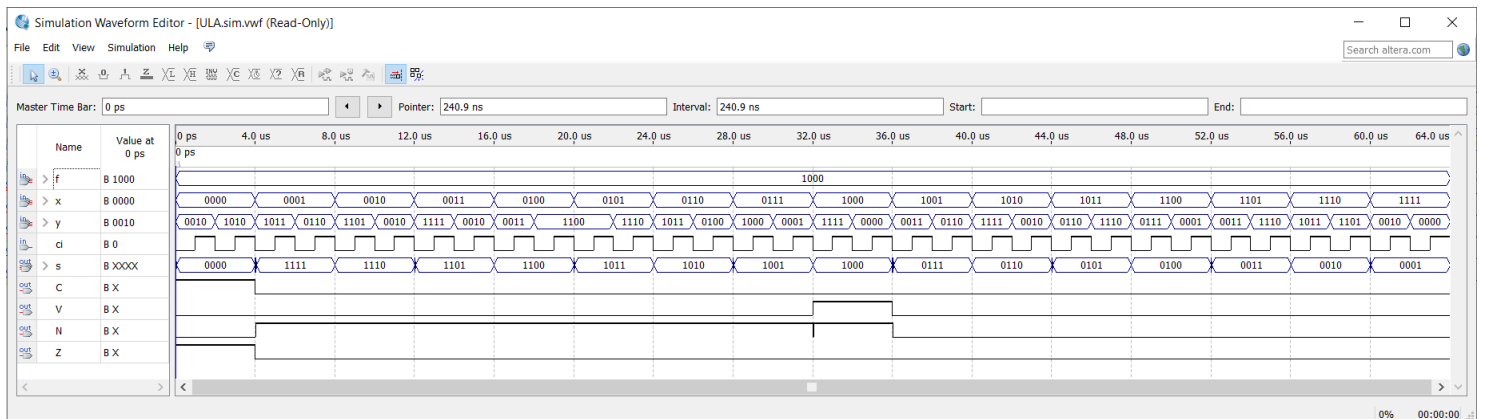 Simulation Waveform Editor - [ULA.sim.vwf (Read-Only)]
File Edit View Simulation Help
Search altera.com
Master Time Bar: 0 ps Pointer: 240.9 ns Interval: 240.9 ns Start: End:
Name Value at 0 ps
0 ps 4.0 us 8.0 us 12.0 us 16.0 us 20.0 us 24.0 us 28.0 us 32.0 us 36.0 us 40.0 us 44.0 us 48.0 us 52.0 us 56.0 us 60.0 us 64.0 us
0 ps
f B 1000 1000
x B 0000 0000 0001 0010 0011 0100 0101 0110 0111 1000 1001 1010 1011 1100 1101 1110 1111
y B 0010 0010 1010 1011 0110 1101 0010 1111 0010 0011 1100 1110 1011 0100 1000 0001 1111 0000 0011 0110 1111 0010 0110 1110 0111 0001 0011 1110 1011 1101 0010 0000
ci B 0
s B XXXX 0000 1111 1110 1101 1100 1011 1010 1001 1000 0111 0110 0101 0100 0011 0010 0001
C B X
V B X
N B X
Z B X
0% 00:00:00